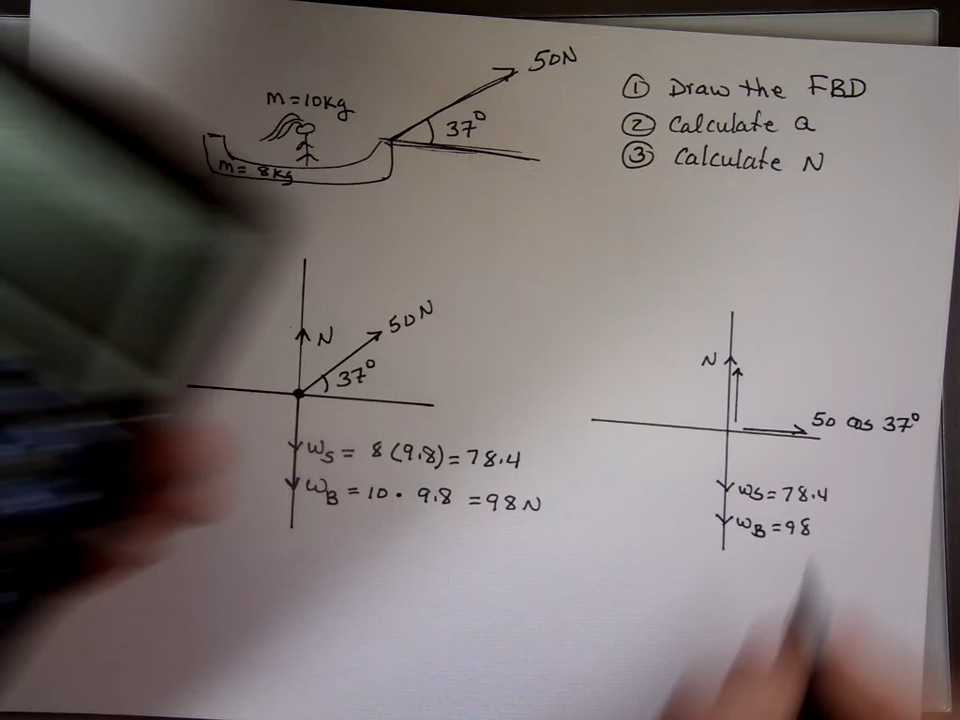 50N
m=10kg
37°
m= 8kg
① Draw the FBD
② Calculate a
③ Calculate N
N
50N
37°
ws = 8(9.8)=78.4
wB =10 · 9.8 =98N
N
50 cos 37°
ws=78.4
wB=98